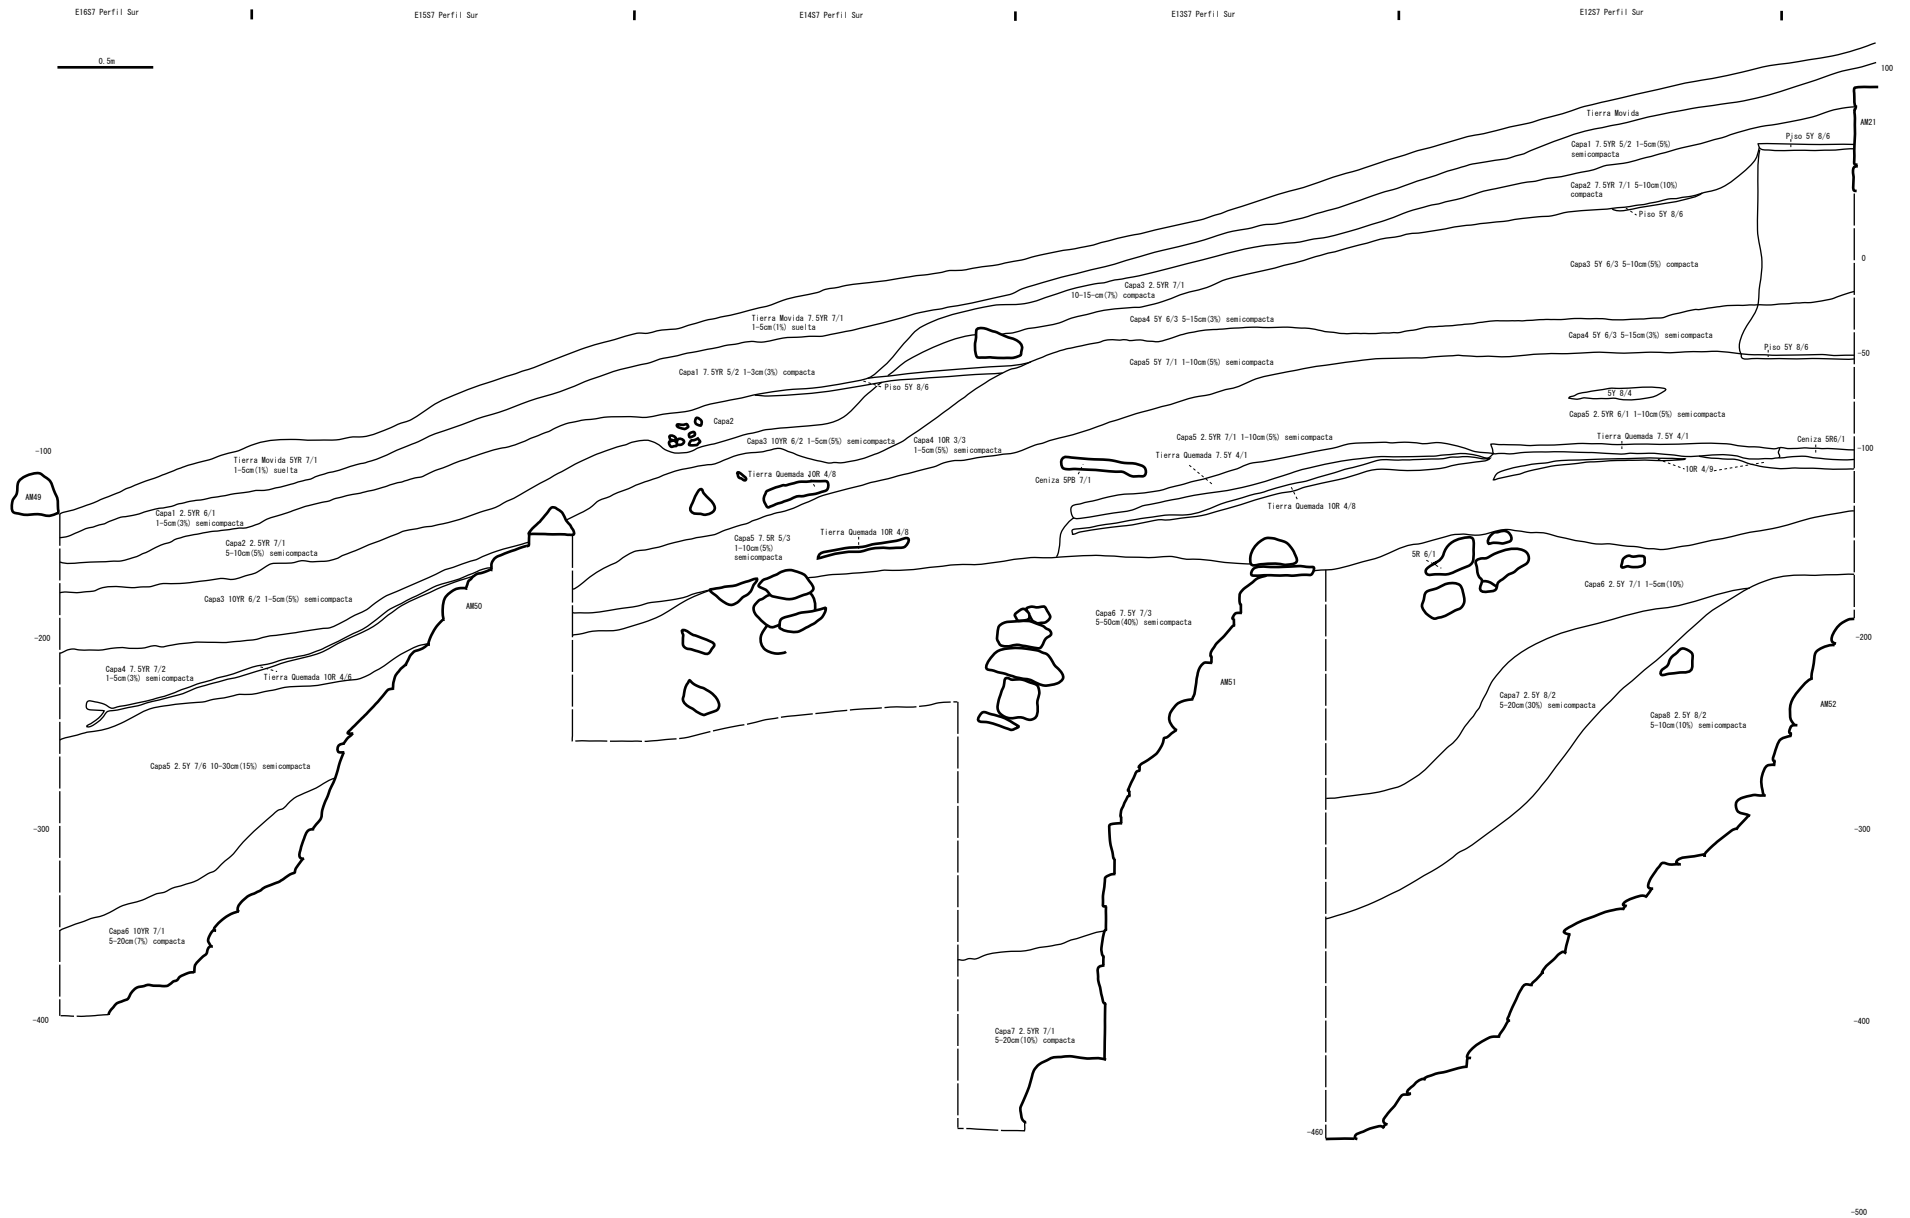 E16S7 Perfil Sur
E15S7 Perfil Sur
E14S7 Perfil Sur
E13S7 Perfil Sur
E12S7 Perfil Sur
0.5m
100
Tierra Movida
AM21
Piso 5Y 8/6
Capa1 7.5YR 5/2 1-5cm(5%)
semicompacta
Capa2 7.5YR 7/1 5-10cm(10%)
compacta
Piso 5Y 8/6
0
Capa3 5Y 6/3 5-10cm(5%) compacta
Capa3 2.5YR 7/1
10-15-cm(7%) compacta
Tierra Movida 7.5YR 7/1
1-5cm(1%) suelta
Capa4 5Y 6/3 5-15cm(3%) semicompacta
Capa4 5Y 6/3 5-15cm(3%) semicompacta
Piso 5Y 8/6
-50
Capa5 5Y 7/1 1-10cm(5%) semicompacta
Capa1 7.5YR 5/2 1-3cm(3%) compacta
Piso 5Y 8/6
5Y 8/4
Capa5 2.5YR 6/1 1-10cm(5%) semicompacta
Capa2
Capa3 10YR 6/2 1-5cm(5%) semicompacta
Capa4 10R 3/3
1-5cm(5%) semicompacta
Capa5 2.5YR 7/1 1-10cm(5%) semicompacta
Tierra Quemada 7.5Y 4/1
Ceniza 5R6/1
-100
-100
Tierra Quemada 7.5Y 4/1
Tierra Movida 5YR 7/1
1-5cm(1%) suelta
10R 4/9
Tierra Quemada 10R 4/8
Ceniza 5PB 7/1
AM49
Tierra Quemada 10R 4/8
Capa1 2.5YR 6/1
1-5cm(3%) semicompacta
Tierra Quemada 10R 4/8
Capa5 7.5R 5/3
1-10cm(5%)
semicompacta
Capa2 2.5YR 7/1
5-10cm(5%) semicompacta
5R 6/1
Capa6 2.5Y 7/1 1-5cm(10%)
Capa3 10YR 6/2 1-5cm(5%) semicompacta
AM50
Capa6 7.5Y 7/3
5-50cm(40%) semicompacta
-200
-200
Capa4 7.5YR 7/2
1-5cm(3%) semicompacta
Tierra Quemada 10R 4/6
AM51
Capa7 2.5Y 8/2
5-20cm(30%) semicompacta
AM52
Capa8 2.5Y 8/2
5-10cm(10%) semicompacta
Capa5 2.5Y 7/6 10-30cm(15%) semicompacta
-300
-300
Capa6 10YR 7/1
5-20cm(7%) compacta
-400
-400
Capa7 2.5YR 7/1
5-20cm(10%) compacta
-460
-500